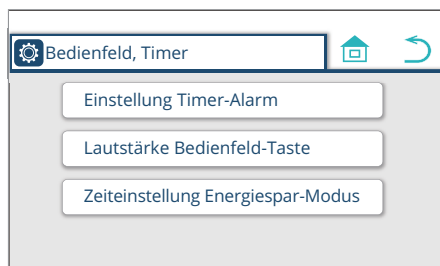 Bedienfeld, Timer
Einstellung Timer-Alarm
Lautstärke Bedienfeld-Taste
Zeiteinstellung Energiespar-Modus